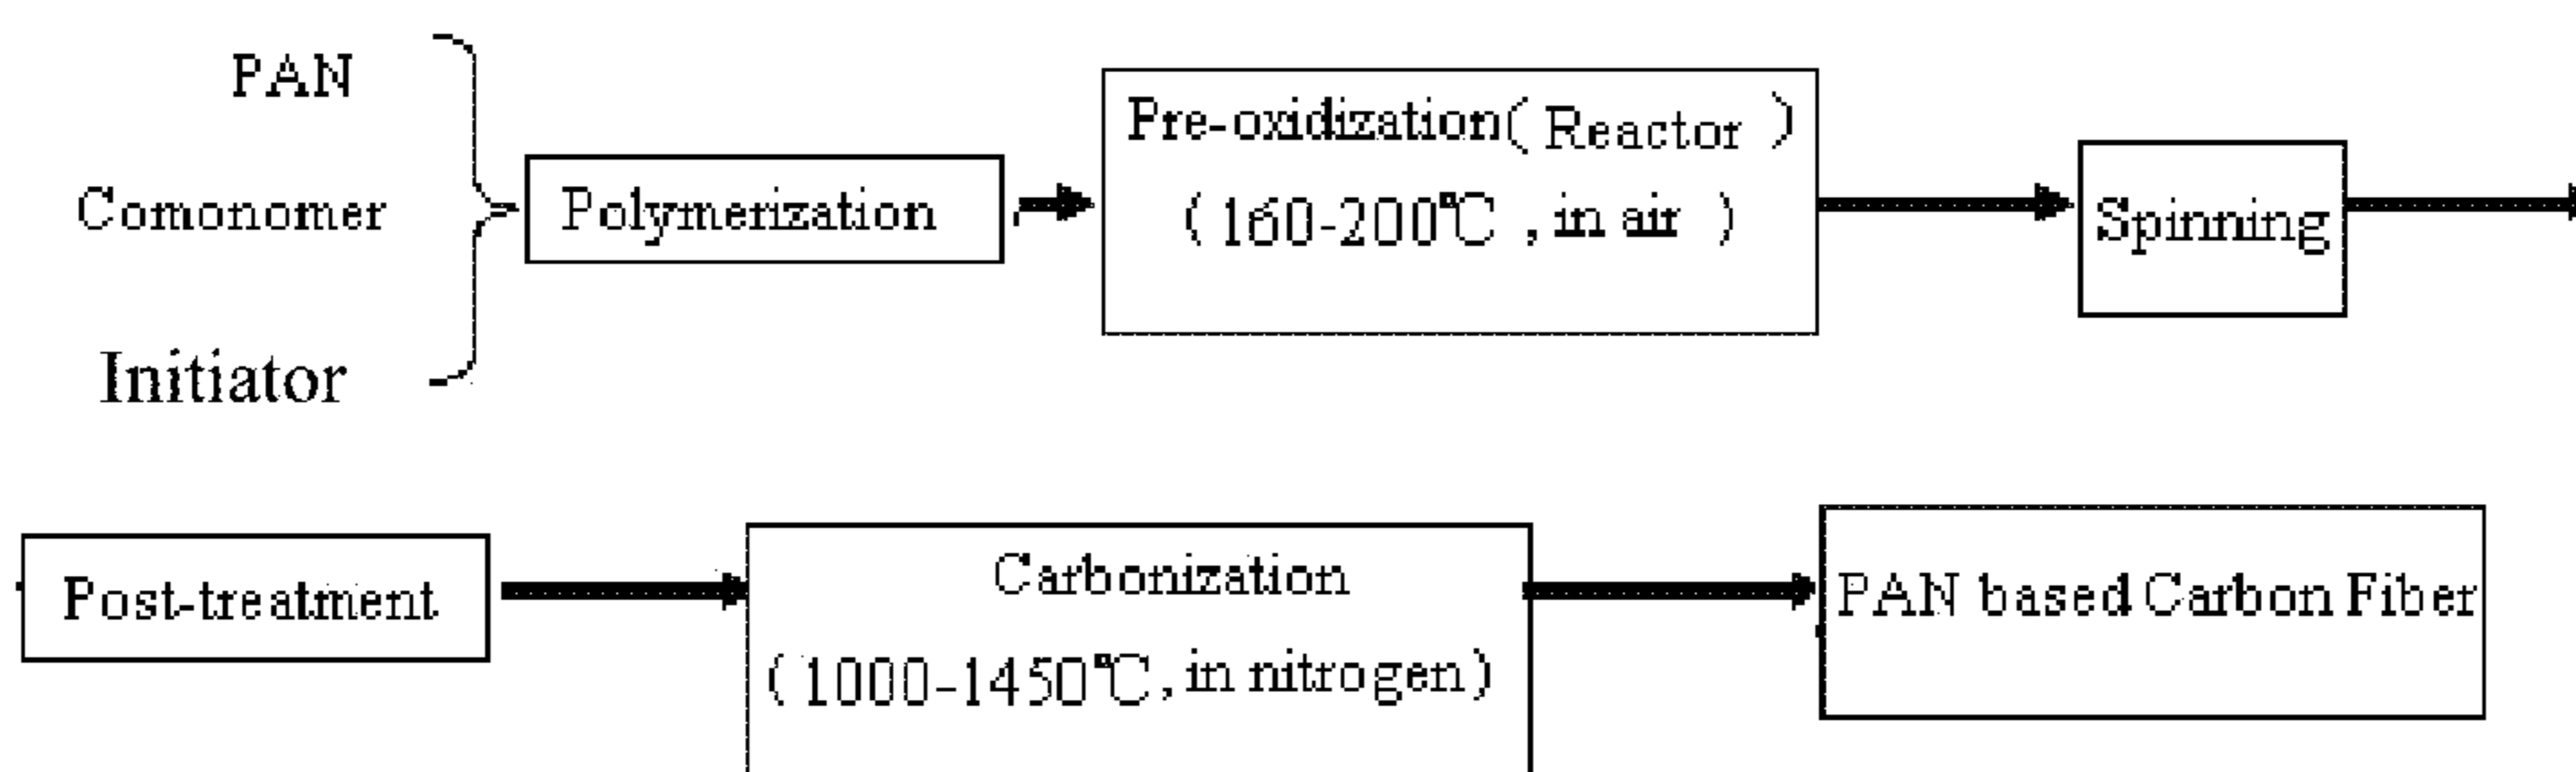 PAN
Comonomer
Initiator
Polymerization
Pre-oxidization( Reactor )
( 160-200℃ , in air )
Spinning
Post-treatment
Carbonization
( 1000-1450℃, in nitrogen)
PAN based Carbon Fiber